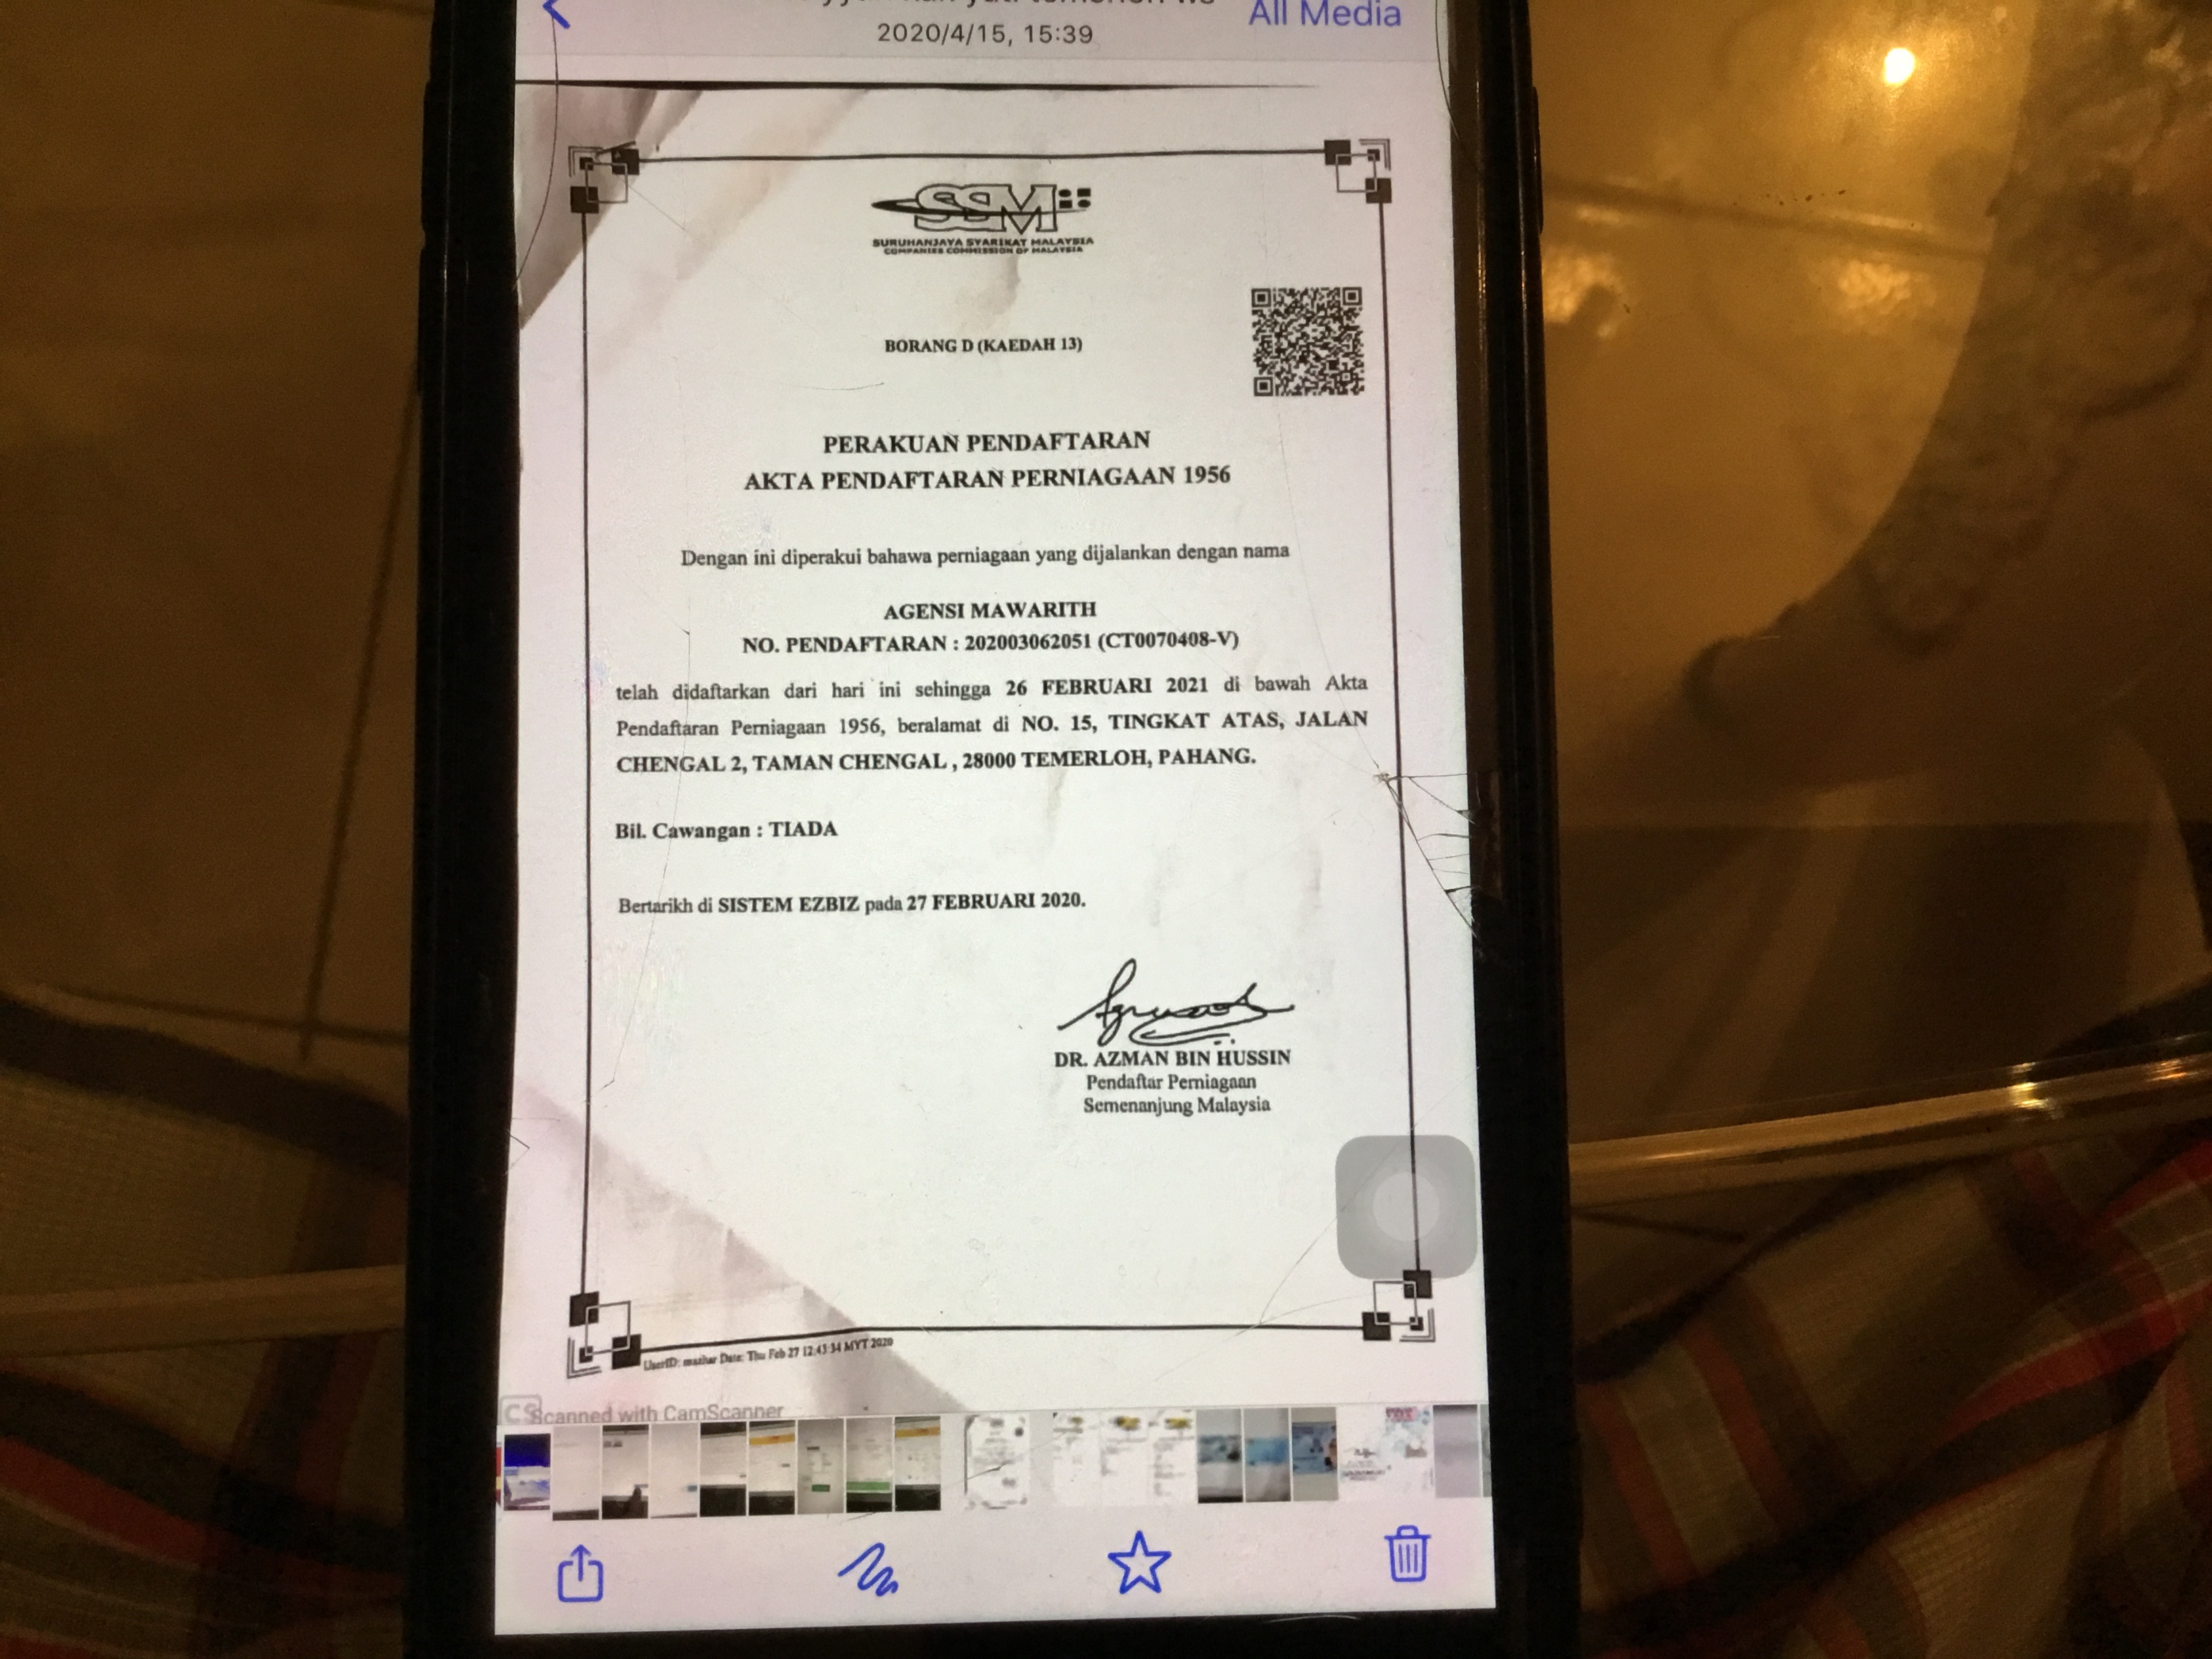 All Media
2020/4/15, 15:39
SSM
SURUHANJAYA SYARIKAT MALAYSIA
COMPANIES COMMISSION OF MALAYSIA
BORANG D (KAEDAH 13)
PERAKUAN PENDAFTARAN
AKTA PENDAFTARAN PERNIAGAAN 1956
Dengan ini diperakui bahawa perniagaan yang dijalankan dengan nama
AGENSI MAWARITH
NO. PENDAFTARAN : 202003062051 (CT0070408-V)
telah didaftarkan dari hari ini sehingga 26 FEBRUARI 2021 di bawah Akta
Pendaftaran Perniagaan 1956, beralamat di NO. 15, TINGKAT ATAS, JALAN
CHENGAL 2, TAMAN CHENGAL , 28000 TEMERLOH, PAHANG.
Bil. Cawangan : TIADA
Bertarikh di SISTEM EZBIZ pada 27 FEBRUARI 2020.
DR. AZMAN BIN HUSSIN
Pendaftar Perniagaan
Semenanjung Malaysia
UserID: mazhar Date: Thu Feb 27 12:43:34 MYT 2020
CS Scanned with CamScanner